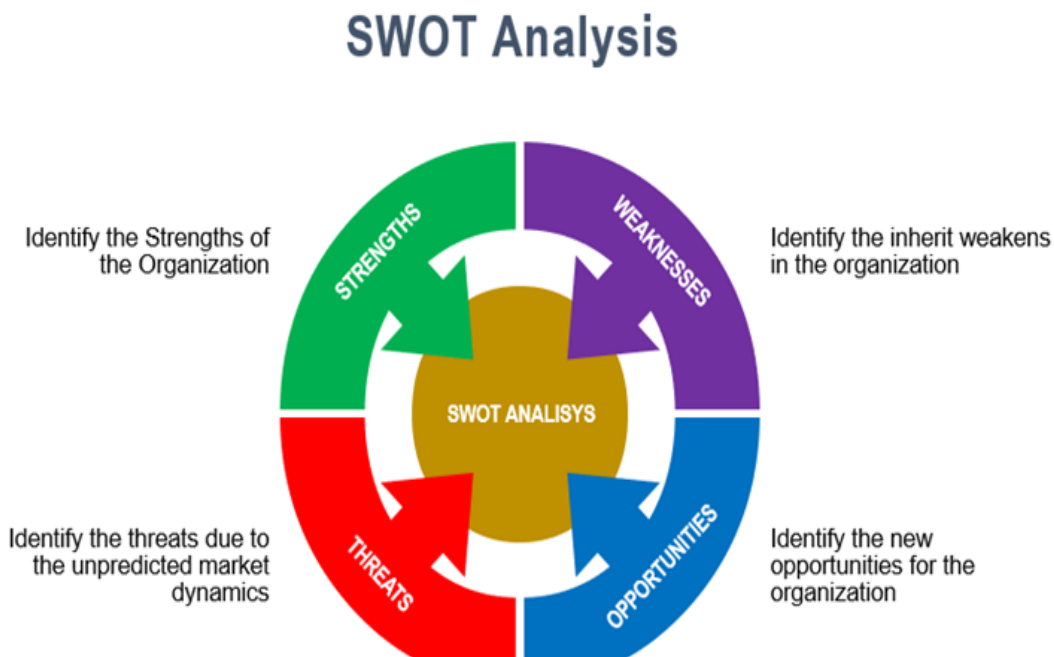 SWOT Analysis
Identify the Strengths of
the Organization
STRENGTHS
WEAKNESSES
Identify the inherit weakens
in the organization
SWOT ANALISYS
Identify the threats due to
the unpredicted market
dynamics
THREATS
OPPORTUNITIES
Identify the new
opportunities for the
organization